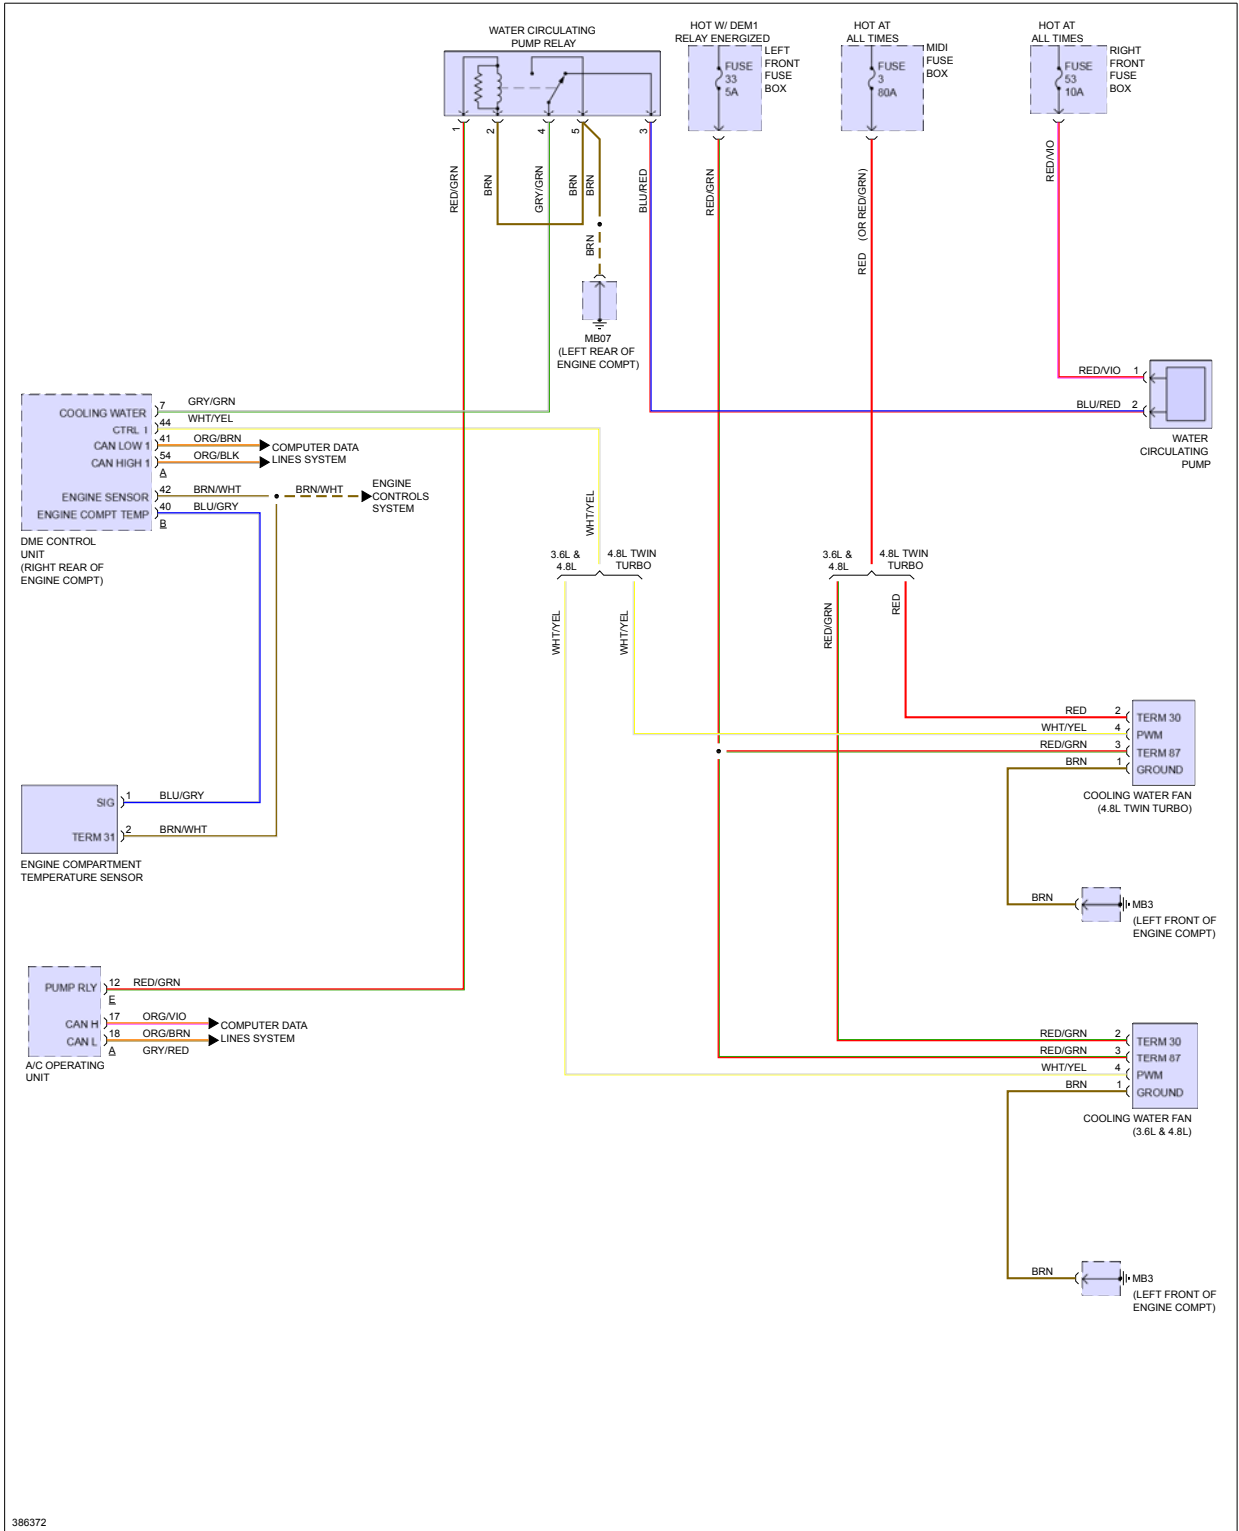 WATER CIRCULATING
PUMP RELAY
HOT W/ DEM1
RELAY ENERGIZED
LEFT
FRONT
FUSE
BOX
FUSE
33
5A
HOT AT
ALL TIMES
MIDI
FUSE
BOX
FUSE
3
80A
HOT AT
ALL TIMES
RIGHT
FRONT
FUSE
BOX
FUSE
53
10A
1
2
4
5
3
RED/GRN
BRN
GRY/GRN
BRN
BRN
BLU/RED
RED/GRN
RED (OR RED/GRN)
RED/VIO
BRN
MB07
(LEFT REAR OF
ENGINE COMPT)
RED/VIO 1
BLU/RED 2
WATER
CIRCULATING
PUMP
COOLING WATER 7 GRY/GRN
CTRL 1 44 WHT/YEL
CAN LOW 1 41 ORG/BRN
CAN HIGH 1 54 ORG/BLK
A
COMPUTER DATA
LINES SYSTEM
ENGINE SENSOR 42 BRN/WHT BRN/WHT
ENGINE COMPT TEMP 40 BLU/GRY
B
ENGINE
CONTROLS
SYSTEM
DME CONTROL
UNIT
(RIGHT REAR OF
ENGINE COMPT)
WHT/YEL
3.6L &
4.8L
4.8L TWIN
TURBO
3.6L &
4.8L
4.8L TWIN
TURBO
WHT/YEL
WHT/YEL
RED/GRN
RED
RED 2 TERM 30
WHT/YEL 4 PWM
RED/GRN 3 TERM 87
BRN 1 GROUND
COOLING WATER FAN
(4.8L TWIN TURBO)
SIG 1 BLU/GRY
TERM 31 2 BRN/WHT
ENGINE COMPARTMENT
TEMPERATURE SENSOR
BRN
MB3
(LEFT FRONT OF
ENGINE COMPT)
PUMP RLY 12 RED/GRN
E
CAN H 17 ORG/VIO
CAN L 18 ORG/BRN
A GRY/RED
COMPUTER DATA
LINES SYSTEM
A/C OPERATING
UNIT
RED/GRN 2 TERM 30
RED/GRN 3 TERM 87
WHT/YEL 4 PWM
BRN 1 GROUND
COOLING WATER FAN
(3.6L & 4.8L)
BRN
MB3
(LEFT FRONT OF
ENGINE COMPT)
386372